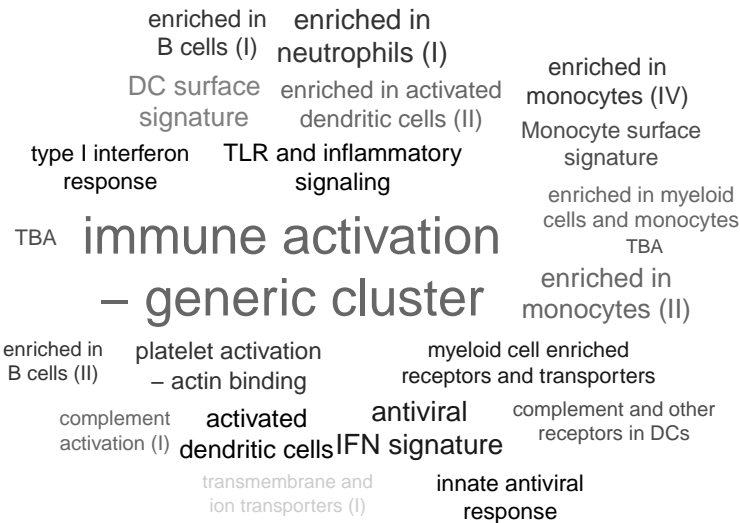 enriched in
B cells (I)
enriched in
neutrophils (I)
DC surface
signature
enriched in activated
dendritic cells (II)
enriched in
monocytes (IV)
Monocyte surface
signature
type I interferon
response
TLR and inflammatory
signaling
enriched in myeloid
cells and monocytes
TBA
immune activation
– generic cluster
TBA
enriched in
monocytes (II)
enriched in
B cells (II)
platelet activation
– actin binding
myeloid cell enriched
receptors and transporters
complement
activation (I)
activated
dendritic cells
antiviral
IFN signature
complement and other
receptors in DCs
transmembrane and
ion transporters (I)
innate antiviral
response